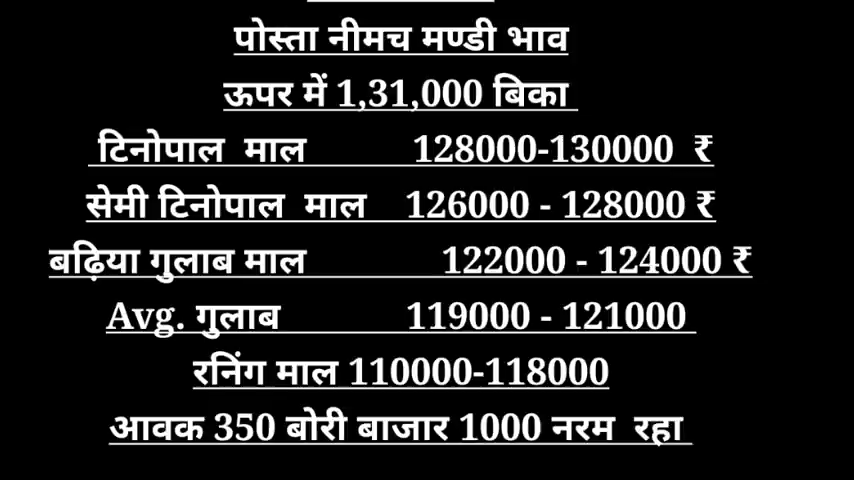 पोस्ता नीमच मण्डी भाव
ऊपर में 1,31,000 बिका
टिनोपाल माल 128000-130000 ₹
सेमी टिनोपाल माल 126000 - 128000 ₹
बढ़िया गुलाब माल 122000 - 124000 ₹
Avg. गुलाब 119000 - 121000
रनिंग माल 110000-118000
आवक 350 बोरी बाजार 1000 नरम रहा